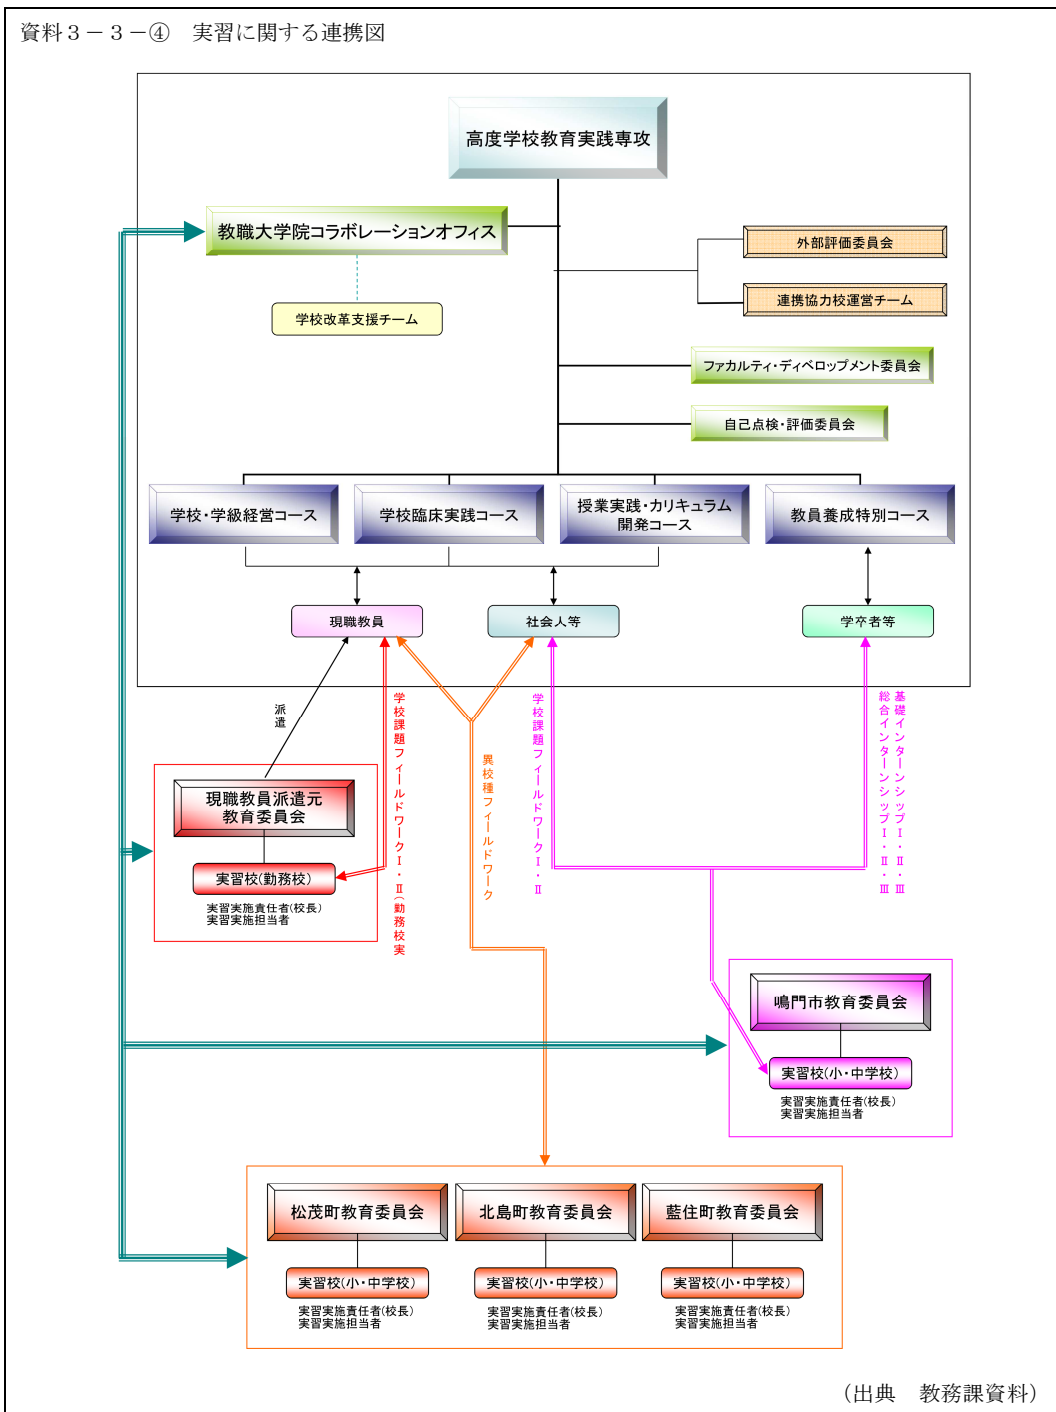 資料３－３－④　実習に関する連携図
高度学校教育実践専攻
教職大学院コラボレーションオフィス
外部評価委員会
学校改革支援チーム
連携協力校運営チーム
ファカルティ・ディベロップメント委員会
自己点検・評価委員会
学校・学級経営コース
学校臨床実践コース
授業実践・カリキュラム
開発コース
教員養成特別コース
現職教員
社会人等
学卒者等
派遣
学校課題フィールドワークⅠ・Ⅱ(勤務校実
異校種フィールドワーク
学校課題フィールドワークⅠ・Ⅱ
基礎インターンシップⅠ・Ⅱ・Ⅲ
総合インターンシップⅠ・Ⅱ・Ⅲ
現職教員派遣元
教育委員会
実習校(勤務校)
実習実施責任者(校長)
実習実施担当者
鳴門市教育委員会
実習校(小・中学校)
実習実施責任者(校長)
実習実施担当者
松茂町教育委員会
実習校(小・中学校)
実習実施責任者(校長)
実習実施担当者
北島町教育委員会
実習校(小・中学校)
実習実施責任者(校長)
実習実施担当者
藍住町教育委員会
実習校(小・中学校)
実習実施責任者(校長)
実習実施担当者
（出典　教務課資料）